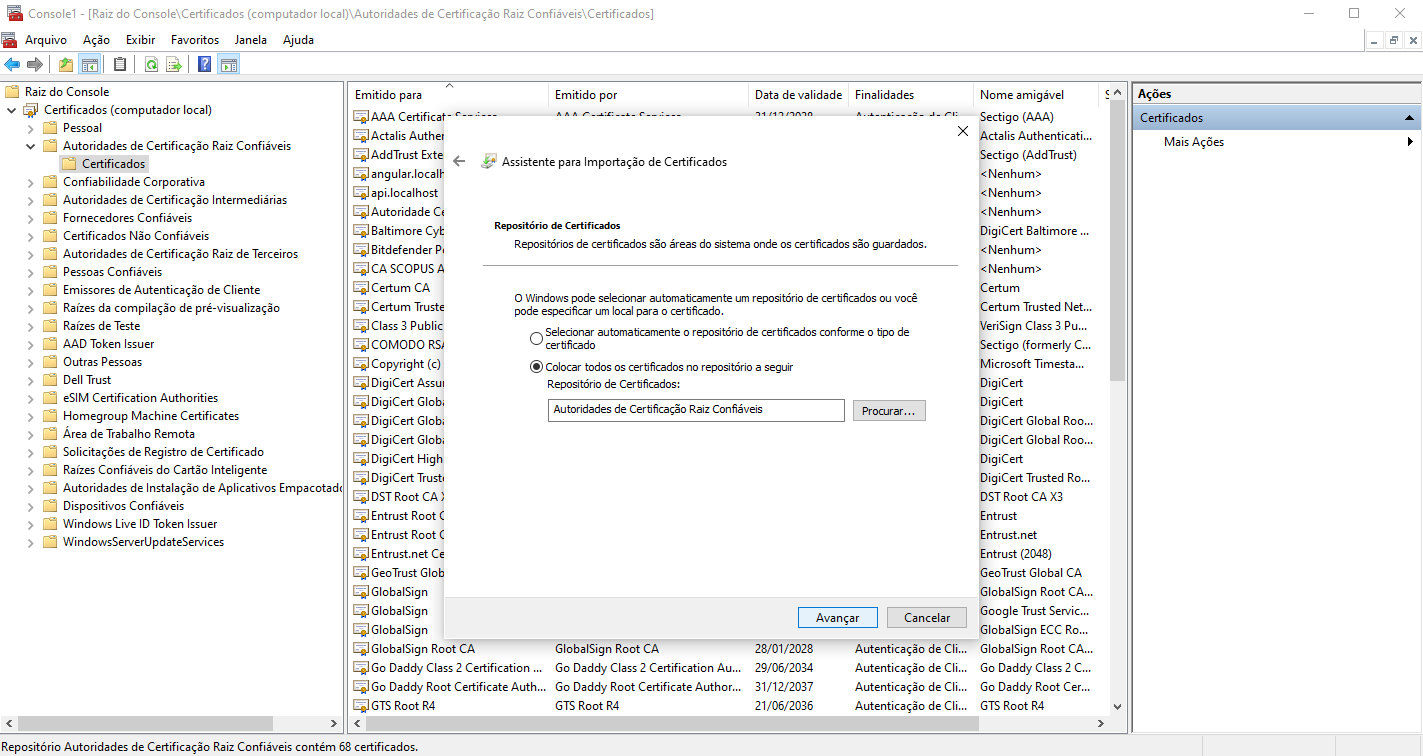 Console1 - [Raiz do Console\Certificados (computador local)\Autoridades de Certificação Raiz Confiáveis\Certificados]
Arquivo Ação Exibir Favoritos Janela Ajuda
Raiz do Console
Certificados (computador local)
Pessoal
Autoridades de Certificação Raiz Confiáveis
Certificados
Confiabilidade Corporativa
Autoridades de Certificação Intermediárias
Fornecedores Confiáveis
Certificados Não Confiáveis
Autoridades de Certificação Raiz de Terceiros
Pessoas Confiáveis
Emissores de Autenticação de Cliente
Raízes da compilação de pré-visualização
Raízes de Teste
AAD Token Issuer
Outras Pessoas
Dell Trust
eSIM Certification Authorities
Homegroup Machine Certificates
Área de Trabalho Remota
Solicitações de Registro de Certificado
Raízes Confiáveis do Cartão Inteligente
Autoridades de Instalação de Aplicativos Empacotado
Dispositivos Confiáveis
Windows Live ID Token Issuer
WindowsServerUpdateServices
Emitido para Emitido por Data de validade Finalidades Nome amigável
AAA Certificate Services AAA Certificate Services 31/12/2028 Autenticação de Cli... Sectigo (AAA)
Actalis Authe Actalis Authenticati...
AddTrust Exte Sectigo (AddTrust)
angular.localh <Nenhum>
api.localhost <Nenhum>
Autoridade Ce <Nenhum>
Baltimore Cyb DigiCert Baltimore ...
Bitdefender Pe <Nenhum>
CA SCOPUS A <Nenhum>
Certum CA Certum
Certum Truste Certum Trusted Net...
Class 3 Public VeriSign Class 3 Pu...
COMODO RSA Sectigo (formerly C...
Copyright (c) Microsoft Timesta...
DigiCert Assur DigiCert
DigiCert Globa DigiCert
DigiCert Globa DigiCert Global Roo...
DigiCert Globa DigiCert Global Roo...
DigiCert High DigiCert
DigiCert Truste DigiCert Trusted Ro...
DST Root CA X DST Root CA X3
Entrust Root C Entrust
Entrust Root C Entrust.net
Entrust.net Ce Entrust (2048)
GeoTrust Glob GeoTrust Global CA
GlobalSign GlobalSign Root CA...
GlobalSign Google Trust Servic...
GlobalSign GlobalSign ECC Ro...
GlobalSign Root CA GlobalSign Root CA 28/01/2028 Autenticação de Cli... GlobalSign Root CA...
Go Daddy Class 2 Certification ... Go Daddy Class 2 Certification Au... 29/06/2034 Autenticação de Cli... Go Daddy Class 2 C...
Go Daddy Root Certificate Auth... Go Daddy Root Certificate Author... 31/12/2037 Autenticação de Cli... Go Daddy Root Cer...
GTS Root R4 GTS Root R4 21/06/2036 Autenticação de Cli... GTS Root R4
Assistente para Importação de Certificados
Repositório de Certificados
Repositórios de certificados são áreas do sistema onde os certificados são guardados.
O Windows pode selecionar automaticamente um repositório de certificados ou você
pode especificar um local para o certificado.
Selecionar automaticamente o repositório de certificados conforme o tipo de
certificado
Colocar todos os certificados no repositório a seguir
Repositório de Certificados:
Autoridades de Certificação Raiz Confiáveis Procurar...
Avançar Cancelar
Ações
Certificados
Mais Ações
Repositório Autoridades de Certificação Raiz Confiáveis contém 68 certificados.